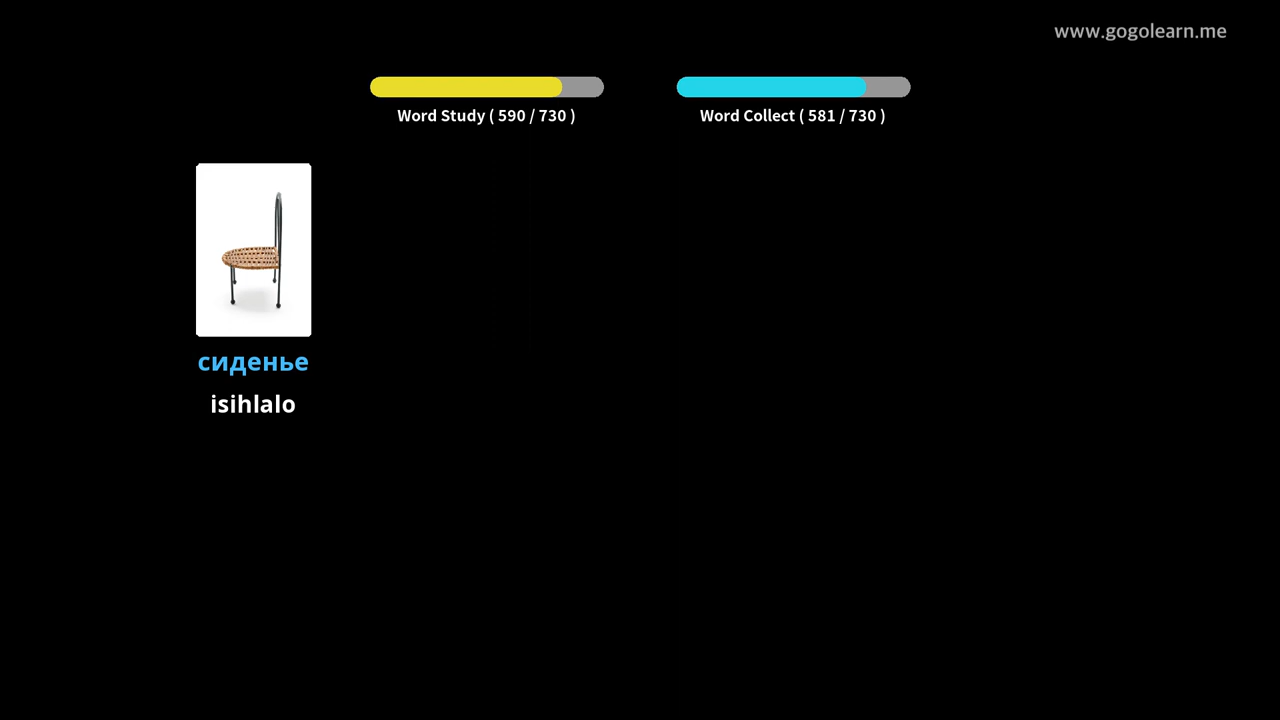 www.gogolearn.me
Word Study ( 590 / 730 )
Word Collect ( 581 / 730 )
сиденье
isihlalo